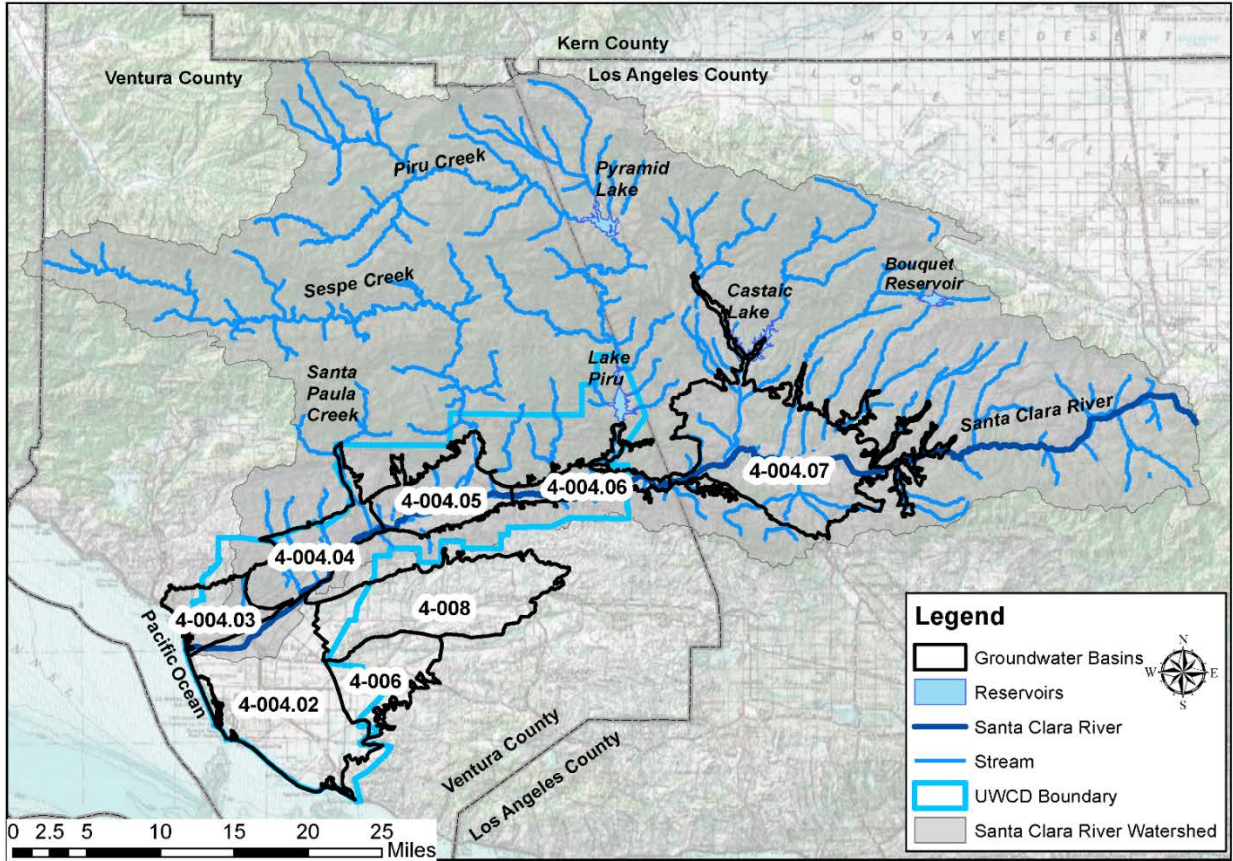 Kern County
MOJAVE DESERT
Ventura County
Los Angeles County
Piru Creek
Pyramid
Lake
Sespe Creek
Bouquet
Reservoir
Castaic
Lake
Lake
Piru
Santa
Paula
Creek
Santa Clara River
4-004.07
4-004.06
4-004.05
4-004.04
4-008
4-004.03
4-006
4-004.02
Pacific Ocean
Ventura County
Los Angeles County
Legend
Groundwater Basins
Reservoirs
Santa Clara River
Stream
UWCD Boundary
Santa Clara River Watershed
N
W E
S
0 2.5 5 10 15 20 25
Miles